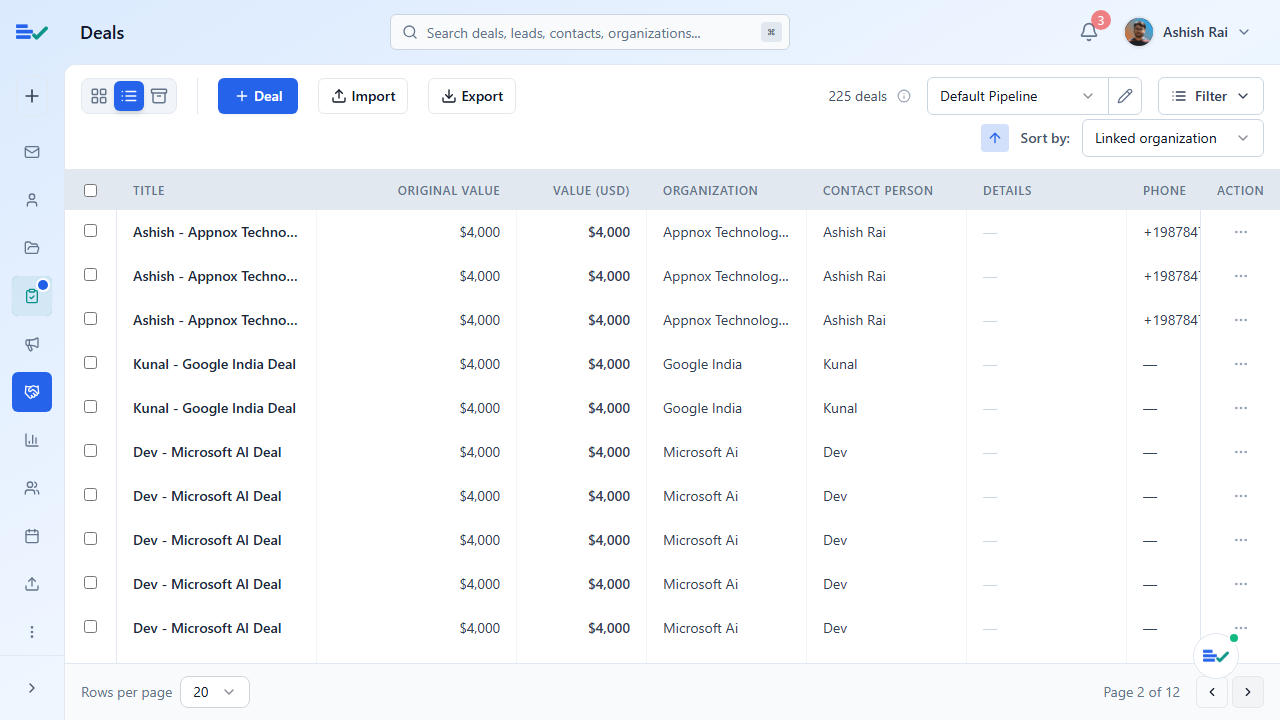 Deals
Search deals, leads, contacts, organizations...
⌘
3
Ashish Rai
Deal
Import
Export
225 deals
Default Pipeline
Filter
Sort by:
Linked organization
TITLE ORIGINAL VALUE VALUE (USD) ORGANIZATION CONTACT PERSON DETAILS PHONE ACTION
Ashish - Appnox Techno... $4,000 $4,000 Appnox Technolog... Ashish Rai — +198784
Ashish - Appnox Techno... $4,000 $4,000 Appnox Technolog... Ashish Rai — +198784
Ashish - Appnox Techno... $4,000 $4,000 Appnox Technolog... Ashish Rai — +198784
Kunal - Google India Deal $4,000 $4,000 Google India Kunal — —
Kunal - Google India Deal $4,000 $4,000 Google India Kunal — —
Dev - Microsoft AI Deal $4,000 $4,000 Microsoft Ai Dev — —
Dev - Microsoft AI Deal $4,000 $4,000 Microsoft Ai Dev — —
Dev - Microsoft AI Deal $4,000 $4,000 Microsoft Ai Dev — —
Dev - Microsoft AI Deal $4,000 $4,000 Microsoft Ai Dev — —
Dev - Microsoft AI Deal $4,000 $4,000 Microsoft Ai Dev — —
Rows per page 20
Page 2 of 12